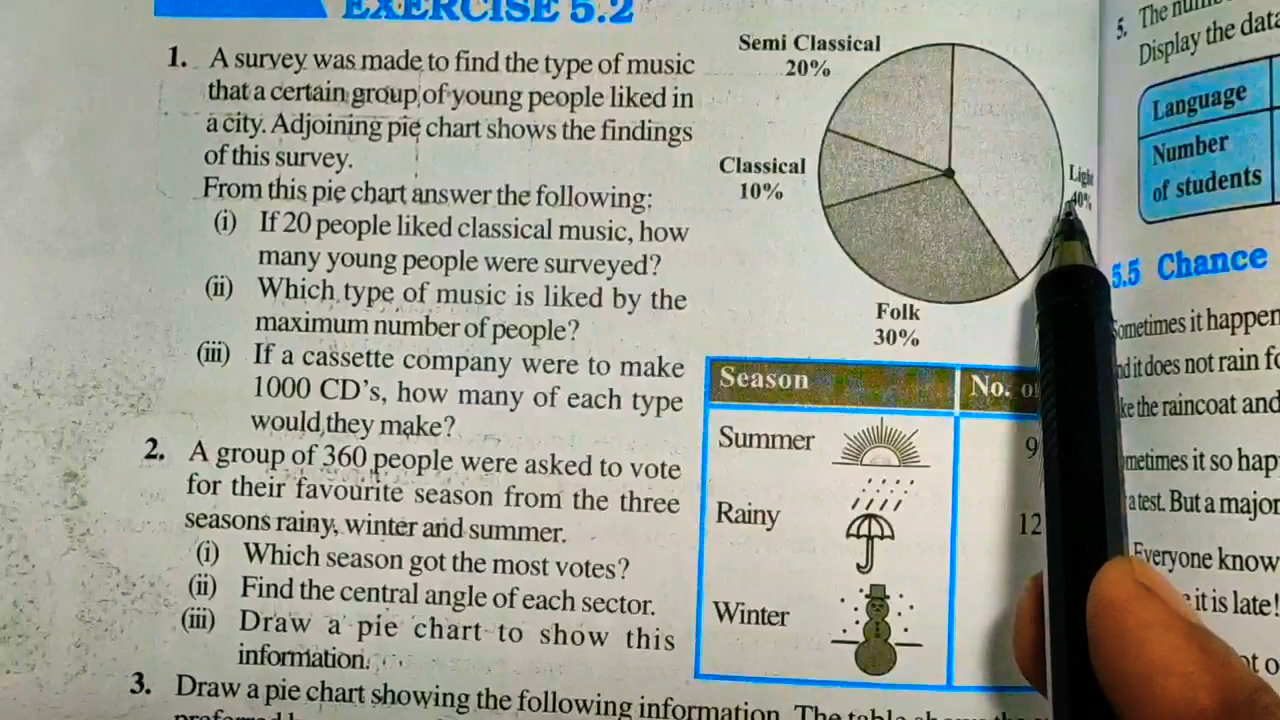 EXERCISE 5.2
1. A survey was made to find the type of music
that a certain group of young people liked in
a city. Adjoining pie chart shows the findings
of this survey.
From this pie chart answer the following:
(i) If 20 people liked classical music, how
many young people were surveyed?
(ii) Which type of music is liked by the
maximum number of people?
(iii) If a cassette company were to make
1000 CD's, how many of each type
would they make?
2. A group of 360 people were asked to vote
for their favourite season from the three
seasons rainy, winter and summer.
(i) Which season got the most votes?
(ii) Find the central angle of each sector.
(iii) Draw a pie chart to show this
information.
3. Draw a pie chart showing the following information. The table
Semi Classical
20%
Classical
10%
Light
40%
Folk
30%
Season No.
Summer 9
Rainy 12
Winter
5. The
Display the data
Language
Number
of students
5.5 Chance
Sometimes it happen
it does not rain
the raincoat and
it so hap
a test. But a major
Everyone know
it is late!